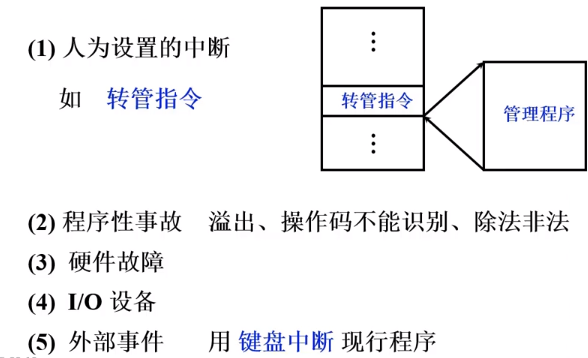 (1) 人为设置的中断
如 转管指令
⋮
转管指令
⋮
管理程序
(2) 程序性事故 溢出、操作码不能识别、除法非法
(3) 硬件故障
(4) I/O 设备
(5) 外部事件 用 键盘中断 现行程序